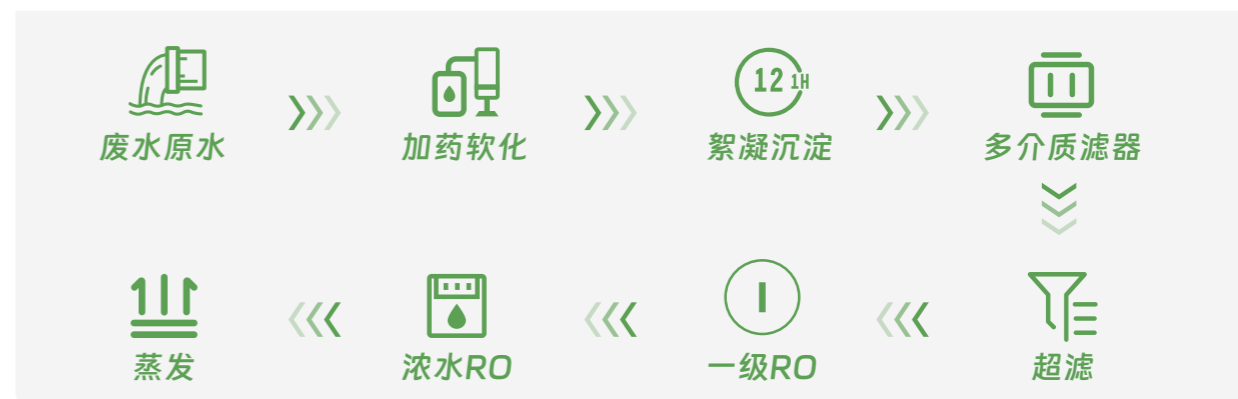 废水原水
加药软化
12 1H
絮凝沉淀
多介质滤器
蒸发
浓水RO
I
一级RO
超滤